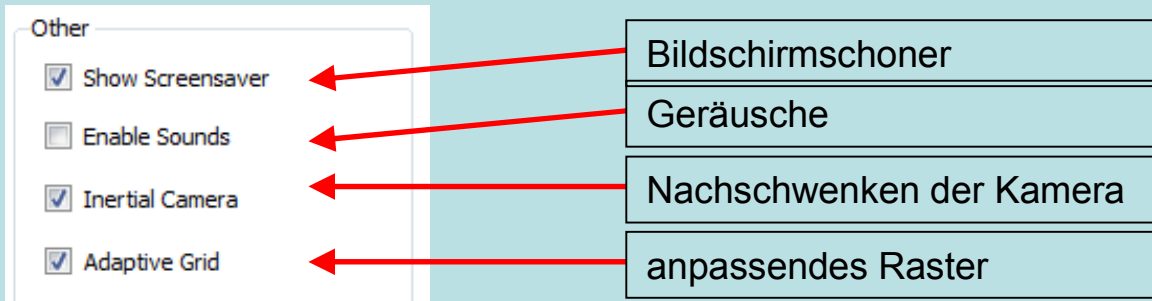 Other
Show Screensaver
Enable Sounds
Inertial Camera
Adaptive Grid
Bildschirmschoner
Geräusche
Nachschwenken der Kamera
anpassendes Raster